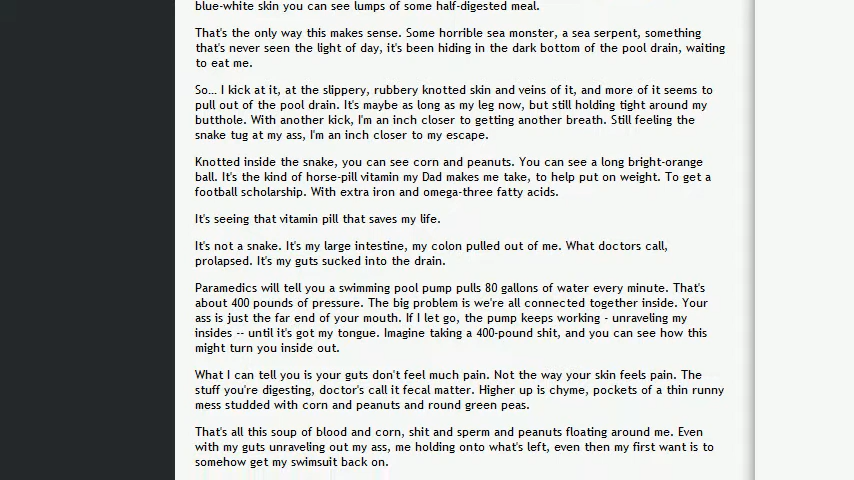 blue-white skin you can see lumps of some half-digested meal.
That's the only way this makes sense. Some horrible sea monster, a sea serpent, something
that's never seen the light of day, it's been hiding in the dark bottom of the pool drain, waiting
to eat me.
So... I kick at it, at the slippery, rubbery knotted skin and veins of it, and more of it seems to
pull out of the pool drain. It's maybe as long as my leg now, but still holding tight around my
butthole. With another kick, I'm an inch closer to getting another breath. Still feeling the
snake tug at my ass, I'm an inch closer to my escape.
Knotted inside the snake, you can see corn and peanuts. You can see a long bright-orange
ball. It's the kind of horse-pill vitamin my Dad makes me take, to help put on weight. To get a
football scholarship. With extra iron and omega-three fatty acids.
It's seeing that vitamin pill that saves my life.
It's not a snake. It's my large intestine, my colon pulled out of me. What doctors call,
prolapsed. It's my guts sucked into the drain.
Paramedics will tell you a swimming pool pump pulls 80 gallons of water every minute. That's
about 400 pounds of pressure. The big problem is we're all connected together inside. Your
ass is just the far end of your mouth. If I let go, the pump keeps working - unraveling my
insides -- until it's got my tongue. Imagine taking a 400-pound shit, and you can see how this
might turn you inside out.
What I can tell you is your guts don't feel much pain. Not the way your skin feels pain. The
stuff you're digesting, doctor's call it fecal matter. Higher up is chyme, pockets of a thin runny
mess studded with corn and peanuts and round green peas.
That's all this soup of blood and corn, shit and sperm and peanuts floating around me. Even
with my guts unraveling out my ass, me holding onto what's left, even then my first want is to
somehow get my swimsuit back on.